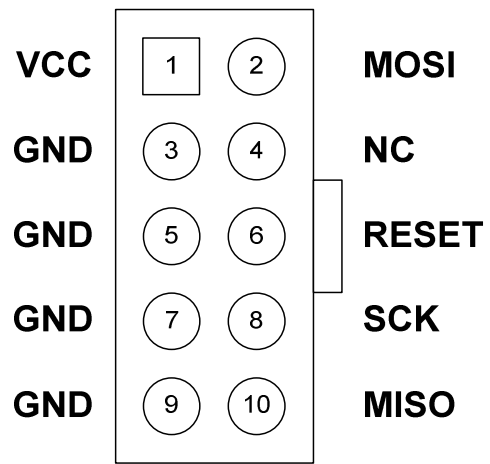 VCC 1 2 MOSI
GND 3 4 NC
GND 5 6 RESET
GND 7 8 SCK
GND 9 10 MISO